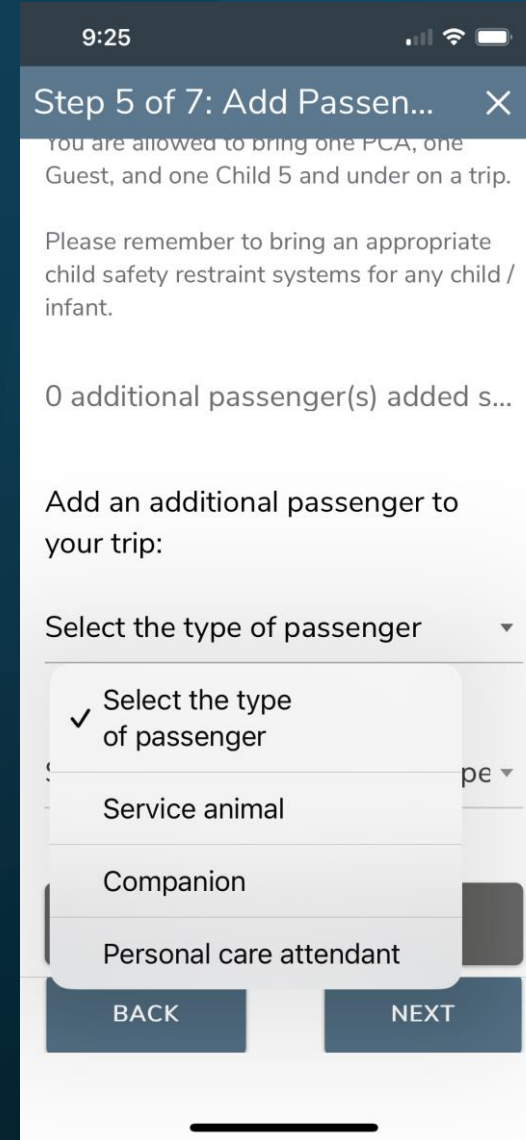 9:25
Step 5 of 7: Add Passen...
You are allowed to bring one PCA, one
Guest, and one Child 5 and under on a trip.
Please remember to bring an appropriate
child safety restraint systems for any child /
infant.
0 additional passenger(s) added s...
Add an additional passenger to
your trip:
Select the type of passenger
Select the type
of passenger
pe
Service animal
Companion
Personal care attendant
BACK
NEXT